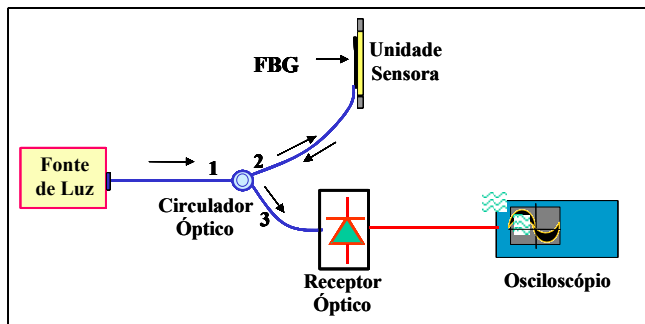 FBG
Unidade
Sensora
Fonte
de Luz
1
2
3
Circulador
Óptico
Receptor
Óptico
Osciloscópio